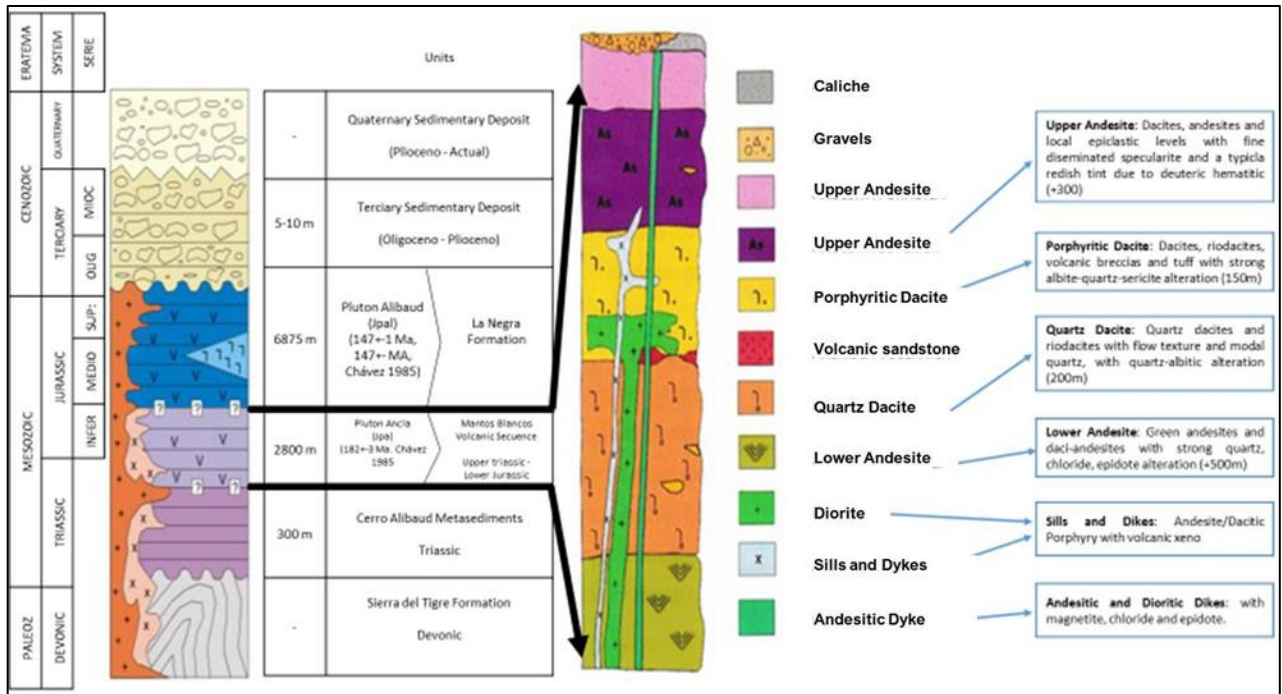 ERATEMA
SYSTEM
SERIE
Units
CENOZOIC
QUATERNARY
TERCIARY
MIOC
OLIG
MESOZOIC
JURASSIC
SUP:
MEDIO
INFER
TRIASSIC
PALEOZ
DEVONIC
-
Quaternary Sedimentary Deposit
(Plioceno - Actual)
5-10 m
Terciary Sedimentary Deposit
(Oligoceno - Plioceno)
6875 m
Pluton Alibaud
(Jpal)
(147+-1 Ma,
147+- MA,
Chávez 1985)
La Negra
Formation
2800 m
Pluton Ancla
(Jpa)
(182+-3 Ma. Chávez
1985
Mantos Blancos
Volcanic Secuence
Upper triassic -
Lower Jurassic
300 m
Cerro Alibaud Metasediments
Triassic
-
Sierra del Tigre Formation
Devonic
V V
V
V V
V
V V
? ? ?
V V
V
V V
? ?
x
x
x
As As
As
As As
x
x
x
x
Caliche
Gravels
Upper Andesite
As
Upper Andesite
Porphyritic Dacite
Volcanic sandstone
Quartz Dacite
Lower Andesite
+
Diorite
x
Sills and Dykes
Andesitic Dyke
Upper Andesite: Dacites, andesites and
local epiclastic levels with fine
diseminated specularite and a typicla
redish tint due to deuteric hematitic
(+300)
Porphyritic Dacite: Dacites, riodacites,
volcanic breccias and tuff with strong
albite-quartz-sericite alteration (150m)
Quartz Dacite: Quartz dacites and
riodacites with flow texture and modal
quartz, with quartz-albitic alteration
(200m)
Lower Andesite: Green andesites and
daci-andesites with strong quartz,
chloride, epidote alteration (+500m)
Sills and Dikes: Andesite/Dacitic
Porphyry with volcanic xeno
Andesitic and Dioritic Dikes: with
magnetite, chloride and epidote.